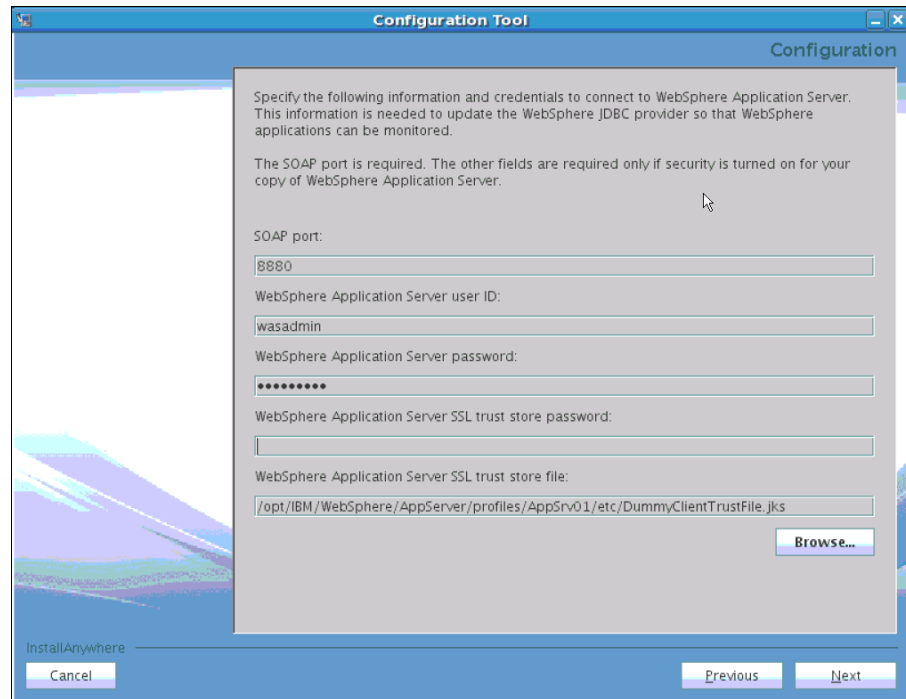 Configuration Tool
Configuration
Specify the following information and credentials to connect to WebSphere Application Server.
This information is needed to update the WebSphere JDBC provider so that WebSphere
applications can be monitored.
The SOAP port is required. The other fields are required only if security is turned on for your
copy of WebSphere Application Server.
SOAP port:
8880
WebSphere Application Server user ID:
wasadmin
WebSphere Application Server password:
•••••••••
WebSphere Application Server SSL trust store password:
WebSphere Application Server SSL trust store file:
/opt/IBM/WebSphere/AppServer/profiles/AppSrv01/etc/DummyClientTrustFile.jks
Browse...
InstallAnywhere
Cancel
Previous
Next